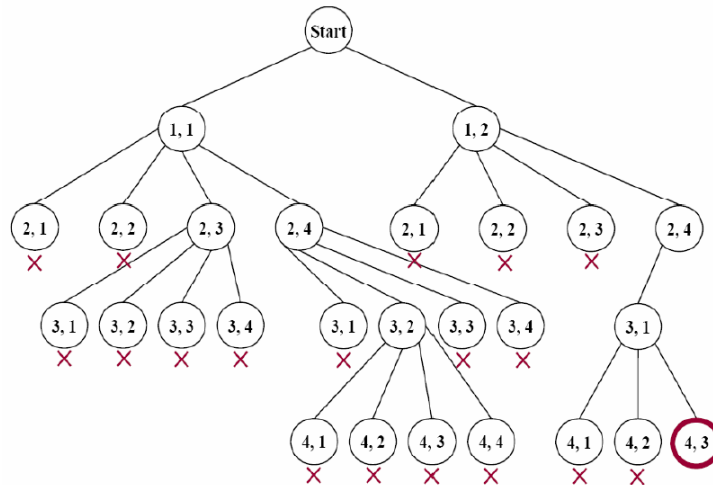 Start
1, 1 1, 2
2, 1 2, 2 2, 3 2, 4 2, 1 2, 2 2, 3 2, 4
3, 1 3, 2 3, 3 3, 4 3, 1 3, 2 3, 3 3, 4 3, 1
4, 1 4, 2 4, 3 4, 4 4, 1 4, 2 4, 3